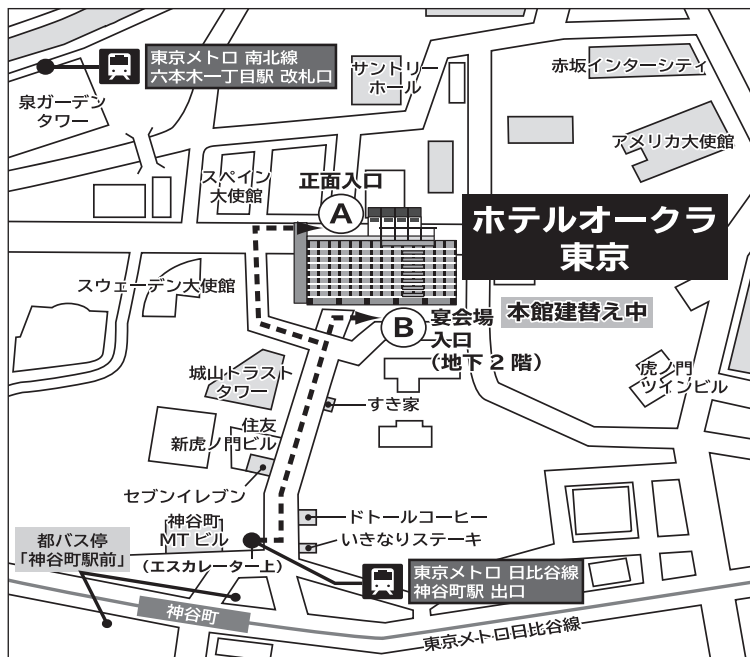 東京メトロ 南北線
六本木一丁目駅 改札口
サントリー
ホール
赤坂インターシティ
泉ガーデン
タワー
アメリカ大使館
スペイン
大使館
正面入口
A
ホテルオークラ
東京
スウェーデン大使館
B
宴会場
入口
（地下2階）
本館建替え中
城山トラスト
タワー
虎ノ門
ツインビル
すき家
住友
新虎ノ門ビル
セブンイレブン
神谷町
MTビル
（エスカレーター上）
ドトールコーヒー
いきなりステーキ
都バス停
「神谷町駅前」
東京メトロ 日比谷線
神谷町駅 出口
神谷町
東京メトロ日比谷線